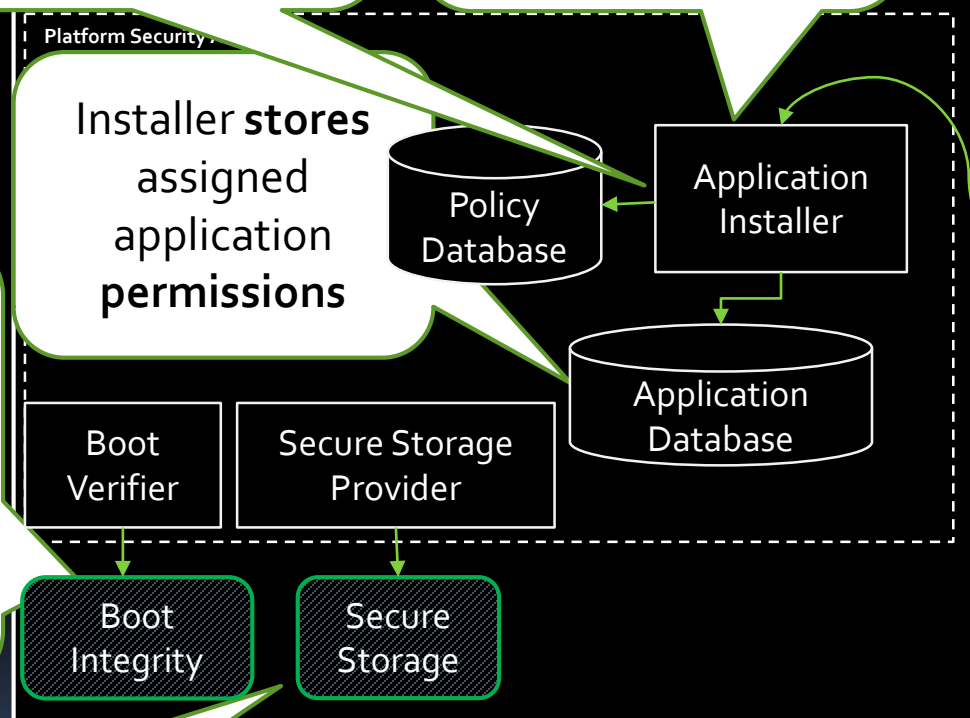 Platform Security
Installer stores
assigned
application
permissions
Policy
Database
Application
Installer
Application
Database
Boot
Verifier
Secure Storage
Provider
Boot
Integrity
Secure
Storage